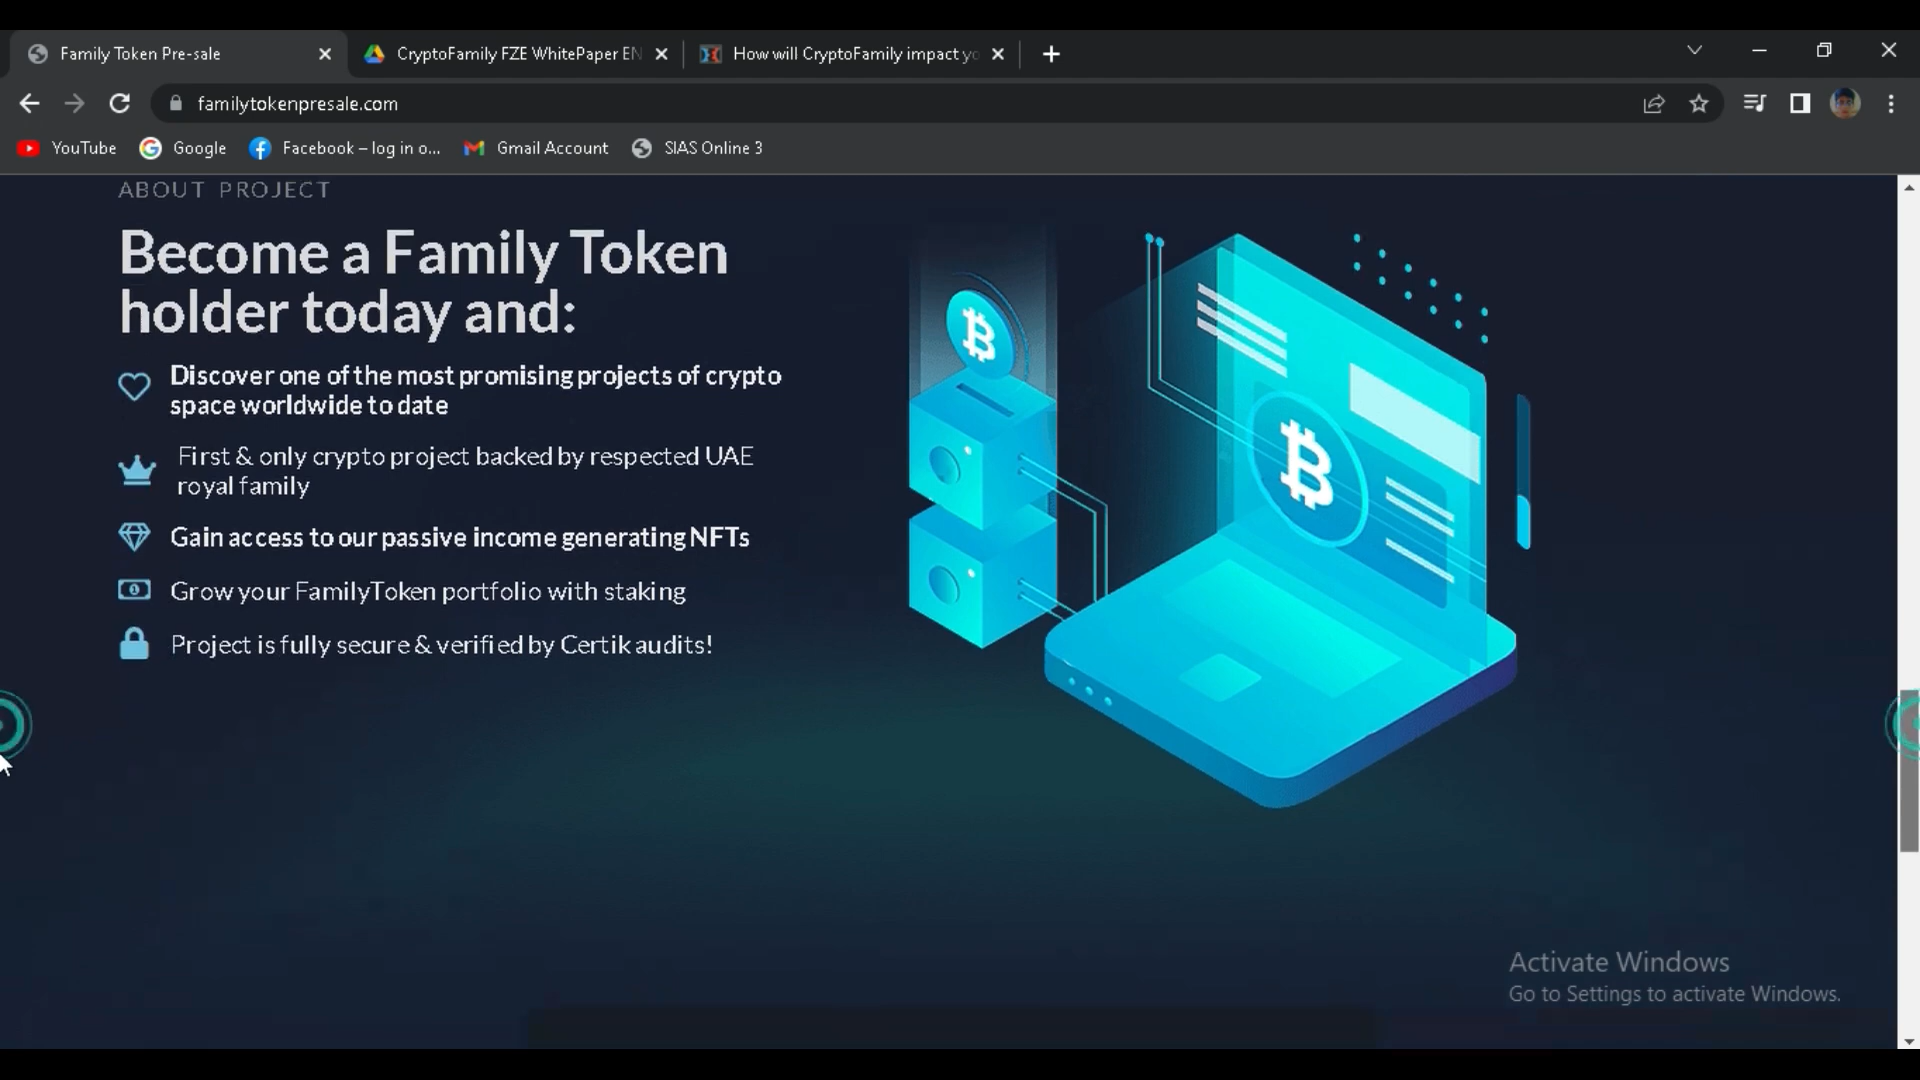 Family Token Pre-sale
CryptoFamily FZE WhitePaper EN
How will CryptoFamily impact yo
familytokenpresale.com
YouTube
Google
Facebook – log in o...
Gmail Account
SIAS Online 3
ABOUT PROJECT
Become a Family Token
holder today and:
Discover one of the most promising projects of crypto
space worldwide to date
First & only crypto project backed by respected UAE
royal family
Gain access to our passive income generating NFTs
Grow your FamilyToken portfolio with staking
Project is fully secure & verified by Certik audits!
Activate Windows
Go to Settings to activate Windows.